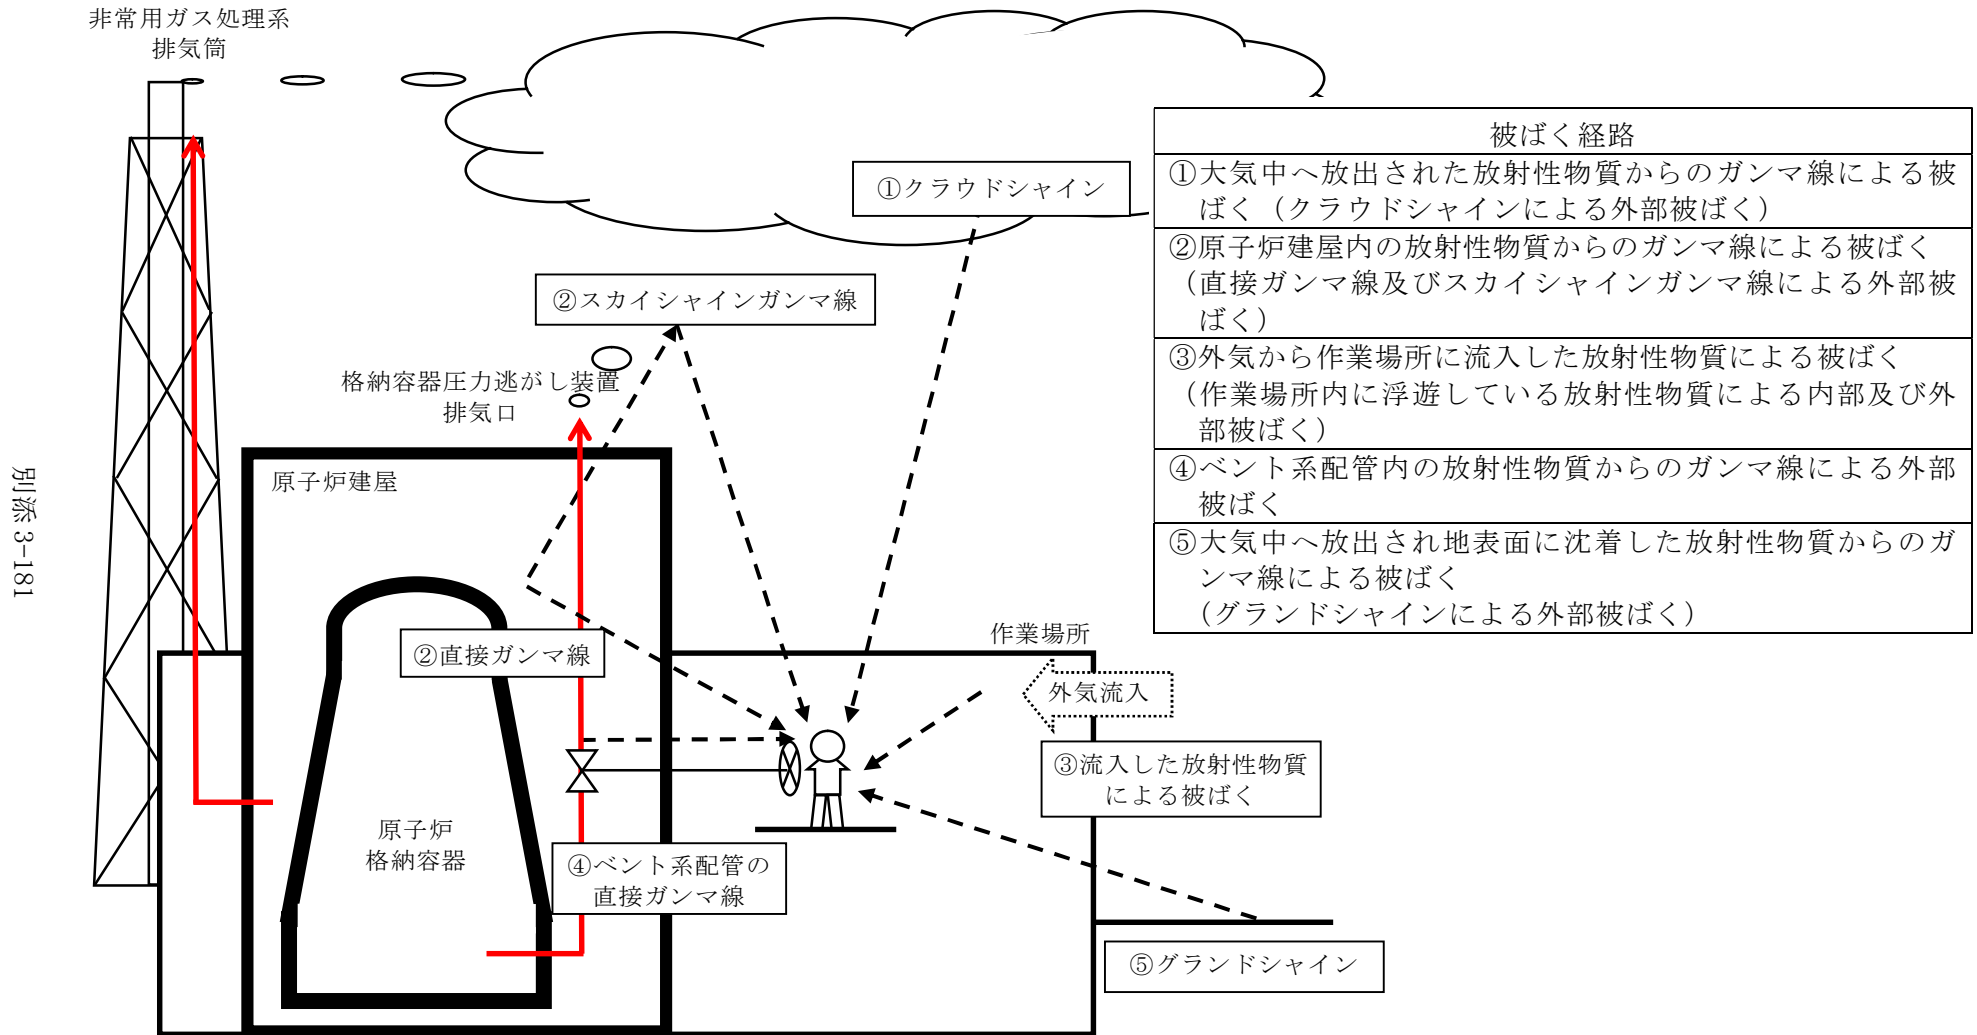 非常用ガス処理系
排気筒
①クラウドシャイン
②スカイシャインガンマ線
格納容器圧力逃がし装置
排気口
原子炉建屋
②直接ガンマ線
作業場所
外気流入
③流入した放射性物質
による被ばく
原子炉
格納容器
④ベント系配管の
直接ガンマ線
⑤グランドシャイン
被ばく経路
①大気中へ放出された放射性物質からのガンマ線による被
ばく（クラウドシャインによる外部被ばく）
②原子炉建屋内の放射性物質からのガンマ線による被ばく
（直接ガンマ線及びスカイシャインガンマ線による外部被
ばく）
③外気から作業場所に流入した放射性物質による被ばく
（作業場所内に浮遊している放射性物質による内部及び外
部被ばく）
④ベント系配管内の放射性物質からのガンマ線による外部
被ばく
⑤大気中へ放出され地表面に沈着した放射性物質からのガ
ンマ線による被ばく
（グランドシャインによる外部被ばく）
別添 3-181